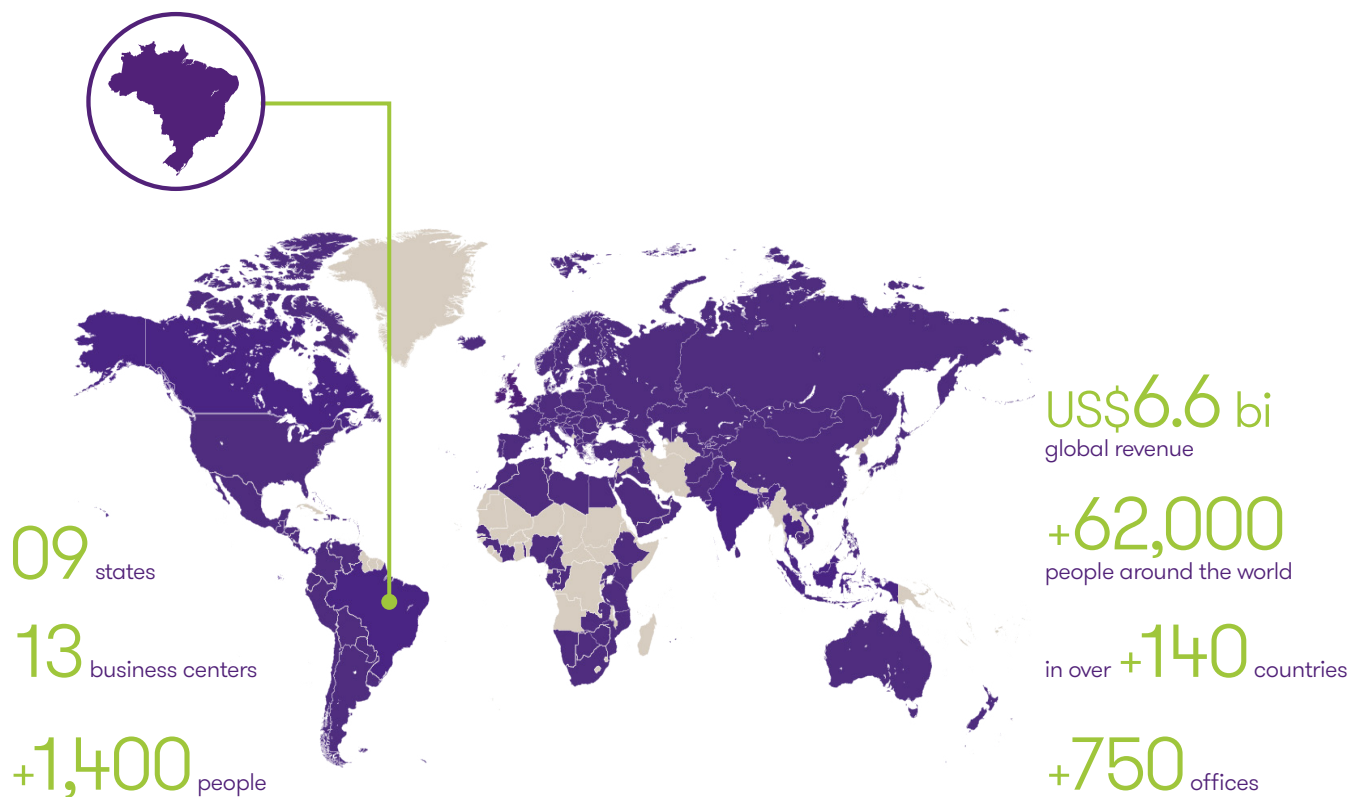 09 states
13 business centers
+1,400 people
US$6.6 bi
global revenue
+62,000
people around the world
in over +140 countries
+750 offices